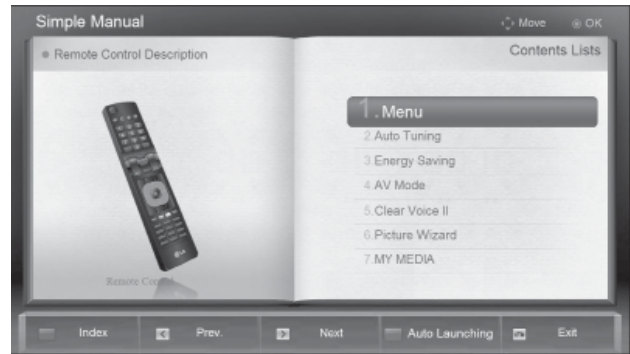 Simple Manual
Move
OK
Remote Control Description
Contents Lists
1. Menu
2.Auto Tuning
3.Energy Saving
4.AV Mode
5.Clear Voice II
6.Picture Wizard
7.MY MEDIA
LG
Remote Control
Index
Prev.
Next
Auto Launching
Exit